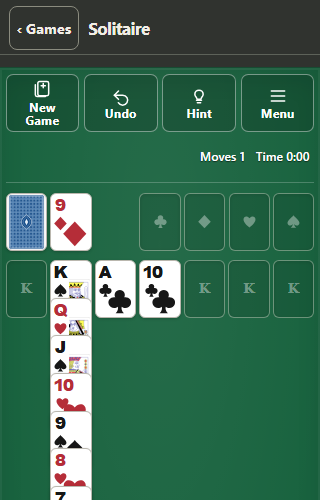 ‹ Games Solitaire
New
Game
Undo
Hint
Menu
Moves 1 Time 0:00
9
K K A 10 K K K
Q
J
10
9
8
7